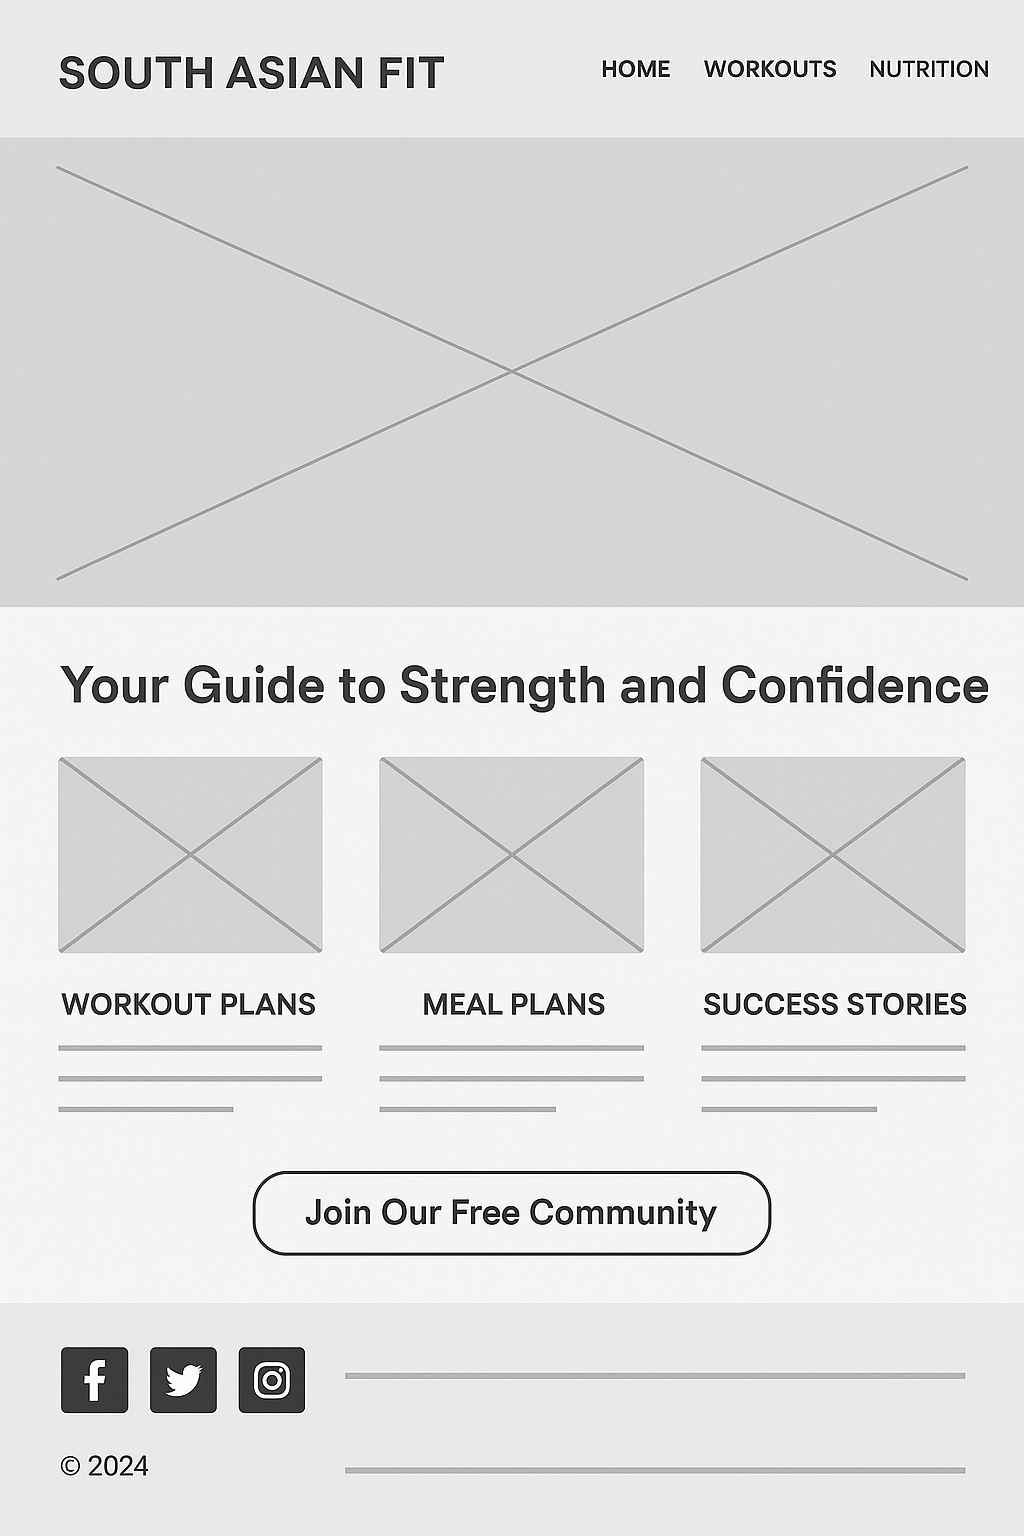 SOUTH ASIAN FIT
HOME WORKOUTS NUTRITION
Your Guide to Strength and Confidence
WORKOUT PLANS
MEAL PLANS
SUCCESS STORIES
Join Our Free Community
© 2024